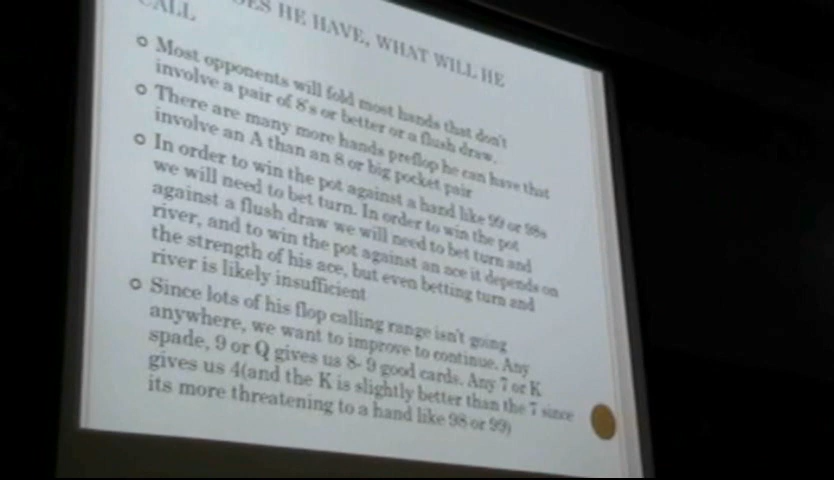 ES HE HAVE, WHAT WILL HE
CALL
Most opponents will fold most hands that don't
involve a pair of 8's or better or a flush draw.
There are many more hands preflop he can have that
involve an A than an 8 or big pocket pair
In order to win the pot against a hand like 99 or 98s
we will need to bet turn. In order to win the pot
against a flush draw we will need to bet turn and
river, and to win the pot against an ace it depends on
the strength of his ace, but even betting turn and
river is likely insufficient
Since lots of his flop calling range isn't going
anywhere, we want to improve to continue. Any
spade, 9 or Q gives us 8- 9 good cards. Any 7 or K
gives us 4(and the K is slightly better than the 7 since
its more threatening to a hand like 98 or 99)